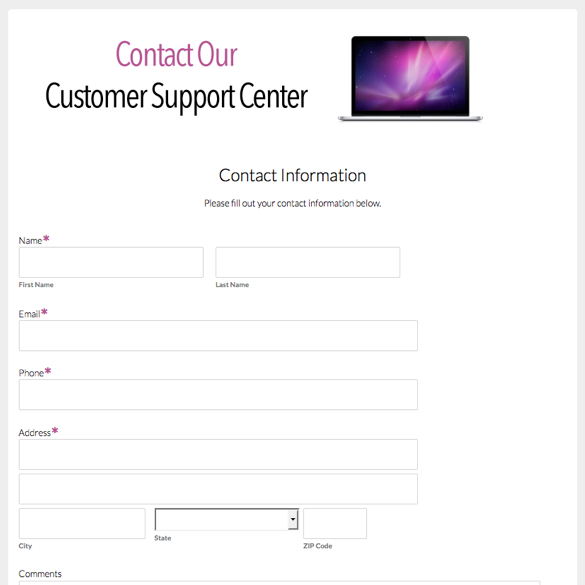 Contact Our
Customer Support Center
Contact Information
Please fill out your contact information below.
Name*
First Name
Last Name
Email*
Phone*
Address*
City
State
ZIP Code
Comments